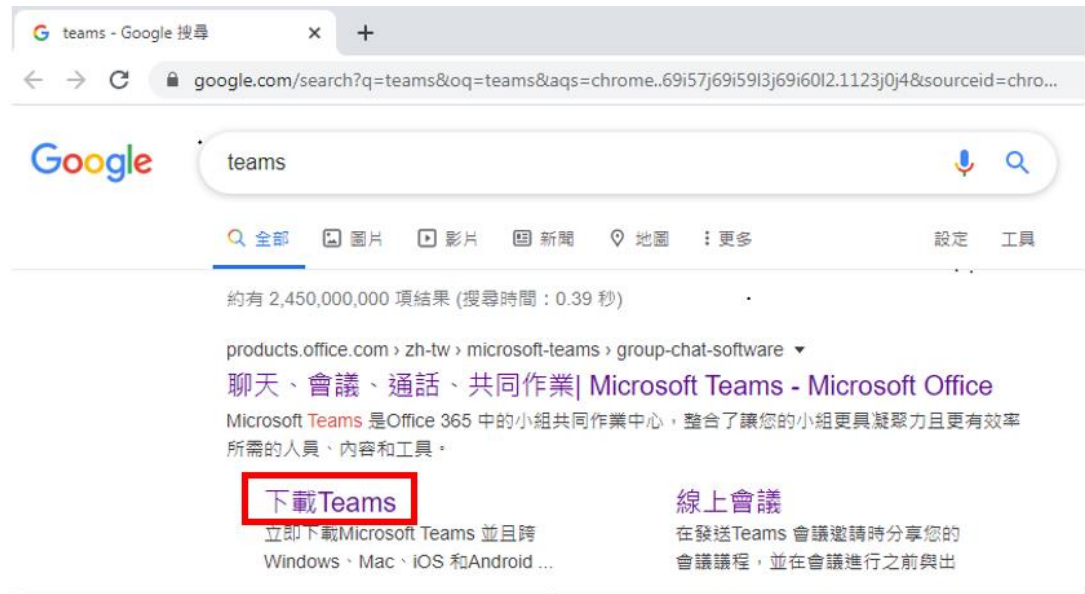 teams - Google 搜尋
google.com/search?q=teams&oq=teams&aqs=chrome..69i57j69i59l3j69i60l2.1123j0j4&sourceid=chro...
Google
teams
全部 圖片 影片 新聞 地圖 更多 設定 工具
約有 2,450,000,000 項結果 (搜尋時間：0.39 秒)
products.office.com › zh-tw › microsoft-teams › group-chat-software
聊天、會議、通話、共同作業| Microsoft Teams - Microsoft Office
Microsoft Teams 是Office 365 中的小組共同作業中心，整合了讓您的小組更具凝聚力且更有效率
所需的人員、內容和工具。
下載Teams
立即下載Microsoft Teams 並且跨
Windows、Mac、iOS 和Android ...
線上會議
在發送Teams 會議邀請時分享您的
會議議程，並在會議進行之前與出